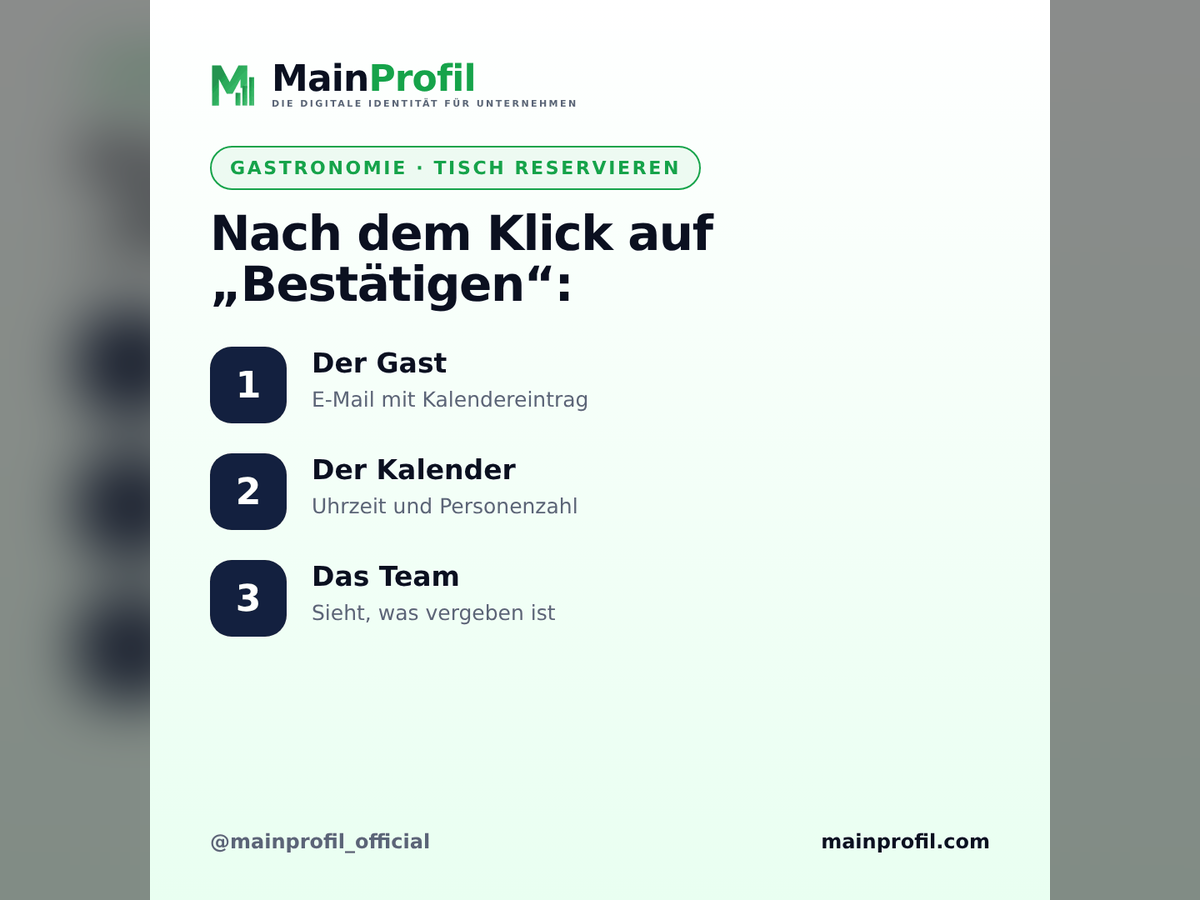 MainProfil
DIE DIGITALE IDENTITÄT FÜR UNTERNEHMEN
GASTRONOMIE · TISCH RESERVIEREN
Nach dem Klick auf
„Bestätigen“:
1
Der Gast
E-Mail mit Kalendereintrag
2
Der Kalender
Uhrzeit und Personenzahl
3
Das Team
Sieht, was vergeben ist
@mainprofil_official
mainprofil.com